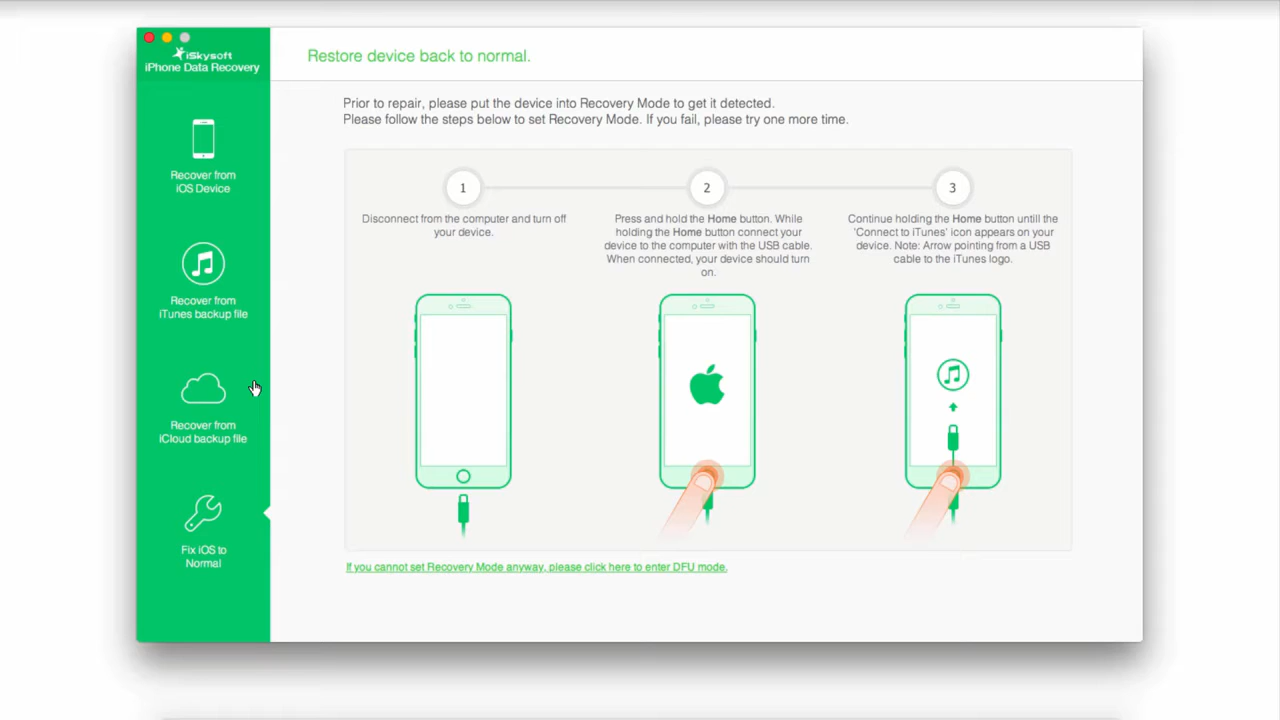 iSkysoft
iPhone Data Recovery
Restore device back to normal.
Prior to repair, please put the device into Recovery Mode to get it detected.
Please follow the steps below to set Recovery Mode. If you fail, please try one more time.
Recover from
iOS Device
Recover from
iTunes backup file
Recover from
iCloud backup file
Fix iOS to
Normal
1
Disconnect from the computer and turn off
your device.
2
Press and hold the Home button. While
holding the Home button connect your
device to the computer with the USB cable.
When connected, your device should turn
on.
3
Continue holding the Home button untill the
'Connect to iTunes' icon appears on your
device. Note: Arrow pointing from a USB
cable to the iTunes logo.
If you cannot set Recovery Mode anyway, please click here to enter DFU mode.